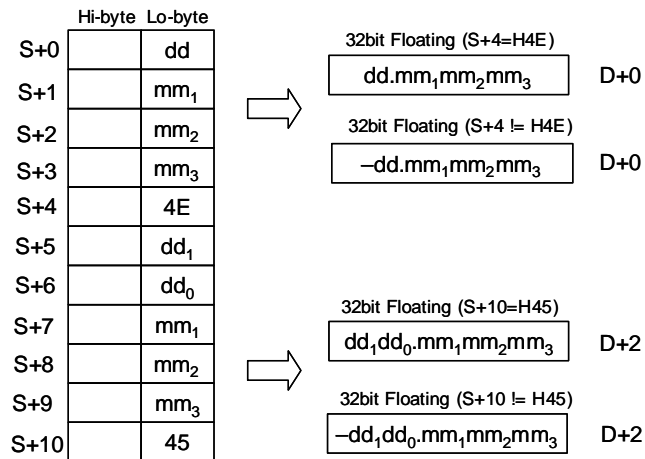 Hi-byte Lo-byte
S+0 dd
S+1 mm₁
S+2 mm₂
S+3 mm₃
S+4 4E
S+5 dd₁
S+6 dd₀
S+7 mm₁
S+8 mm₂
S+9 mm₃
S+10 45
32bit Floating (S+4=H4E)
dd.mm₁mm₂mm₃ D+0
32bit Floating (S+4 != H4E)
–dd.mm₁mm₂mm₃ D+0
32bit Floating (S+10=H45)
dd₁dd₀.mm₁mm₂mm₃ D+2
32bit Floating (S+10 != H45)
–dd₁dd₀.mm₁mm₂mm₃ D+2